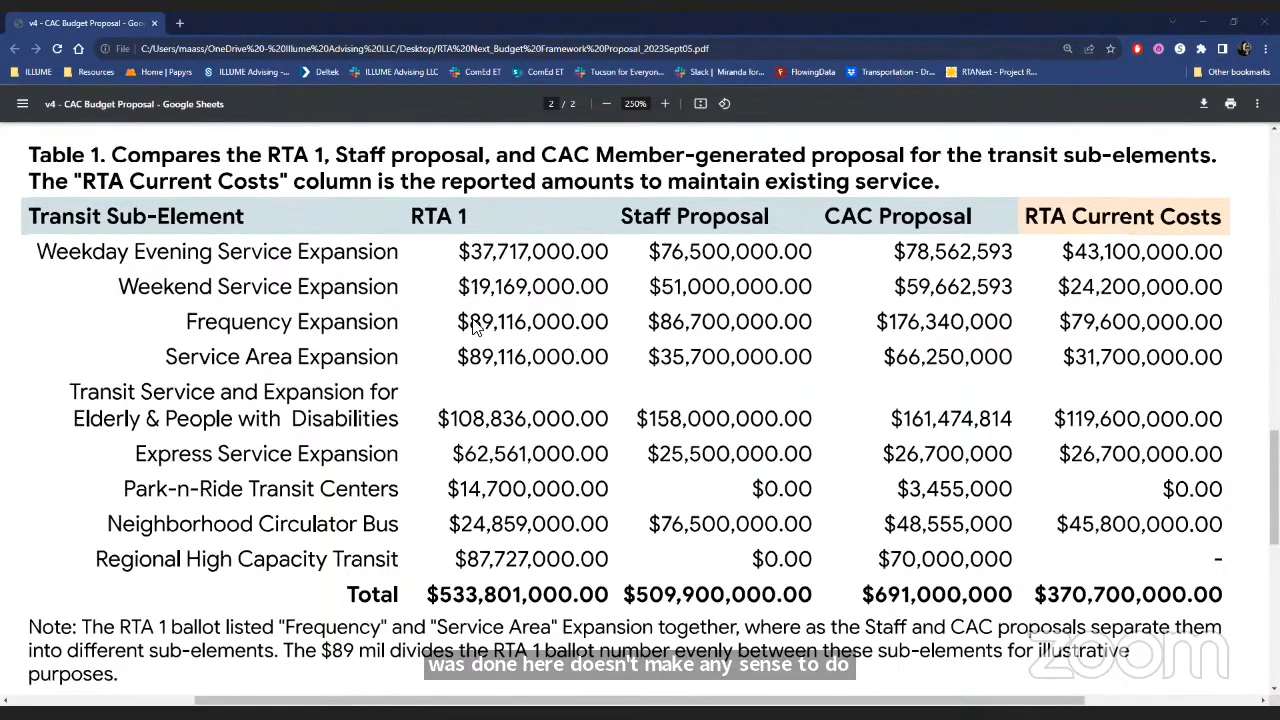 v4 - CAC Budget Proposal - Goo
File
C:/Users/maass/OneDrive%20-%20Illume%20Advising%20LLC/Desktop/RTA%20Next_Budget%20Framework%20Proposal_2023Sept05.pdf
ILLUME
Resources
Home | Papyrs
ILLUME Advising -...
Deltek
ILLUME Advising LLC
ComEd ET
ComEd ET
Tucson for Everyon...
Slack | Miranda for...
FlowingData
Transportation - Dr...
RTANext - Project R...
Other bookmarks
v4 - CAC Budget Proposal - Google Sheets
2 / 2
250%
Table 1. Compares the RTA 1, Staff proposal, and CAC Member-generated proposal for the transit sub-elements.
The "RTA Current Costs" column is the reported amounts to maintain existing service.
Transit Sub-Element RTA 1 Staff Proposal CAC Proposal RTA Current Costs
Weekday Evening Service Expansion $37,717,000.00 $76,500,000.00 $78,562,593 $43,100,000.00
Weekend Service Expansion $19,169,000.00 $51,000,000.00 $59,662,593 $24,200,000.00
Frequency Expansion $89,116,000.00 $86,700,000.00 $176,340,000 $79,600,000.00
Service Area Expansion $89,116,000.00 $35,700,000.00 $66,250,000 $31,700,000.00
Transit Service and Expansion for
Elderly & People with Disabilities $108,836,000.00 $158,000,000.00 $161,474,814 $119,600,000.00
Express Service Expansion $62,561,000.00 $25,500,000.00 $26,700,000 $26,700,000.00
Park-n-Ride Transit Centers $14,700,000.00 $0.00 $3,455,000 $0.00
Neighborhood Circulator Bus $24,859,000.00 $76,500,000.00 $48,555,000 $45,800,000.00
Regional High Capacity Transit $87,727,000.00 $0.00 $70,000,000 -
Total $533,801,000.00 $509,900,000.00 $691,000,000 $370,700,000.00
Note: The RTA 1 ballot listed "Frequency" and "Service Area" Expansion together, where as the Staff and CAC proposals separate them
into different sub-elements. The $89 mil divides the RTA 1 ballot number evenly between these sub-elements for illustrative
purposes.
was done here doesn't make any sense to do
zoom